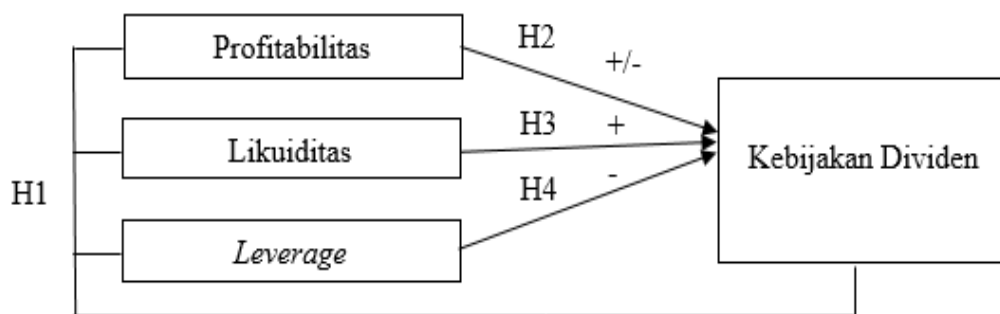 Profitabilitas
H2
+/-
H3
+
Likuiditas
Kebijakan Dividen
-
H4
H1
Leverage